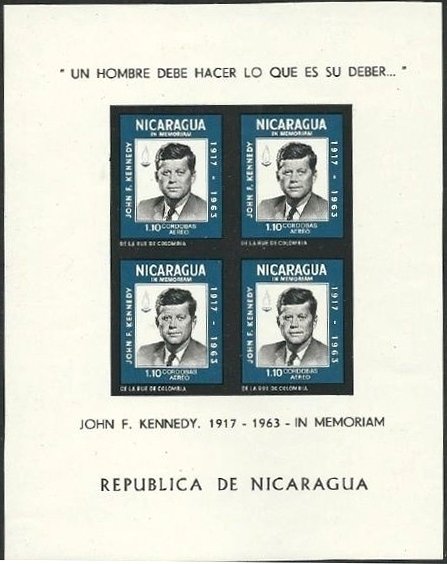 " UN HOMBRE DEBE HACER LO QUE ES SU DEBER... "
NICARAGUA
IN MEMORIAM
JOHN F. KENNEDY
1917 - 1963
1.10 CORDOBAS
AEREO
DE LA RUE DE COLOMBIA
NICARAGUA
IN MEMORIAM
JOHN F. KENNEDY
1917 - 1963
1.10 CORDOBAS
AEREO
DE LA RUE DE COLOMBIA
NICARAGUA
IN MEMORIAM
JOHN F. KENNEDY
1917 - 1963
1.10 CORDOBAS
AEREO
DE LA RUE DE COLOMBIA
NICARAGUA
IN MEMORIAM
JOHN F. KENNEDY
1917 - 1963
1.10 CORDOBAS
AEREO
DE LA RUE DE COLOMBIA
JOHN F. KENNEDY. 1917 - 1963 - IN MEMORIAM
REPUBLICA DE NICARAGUA